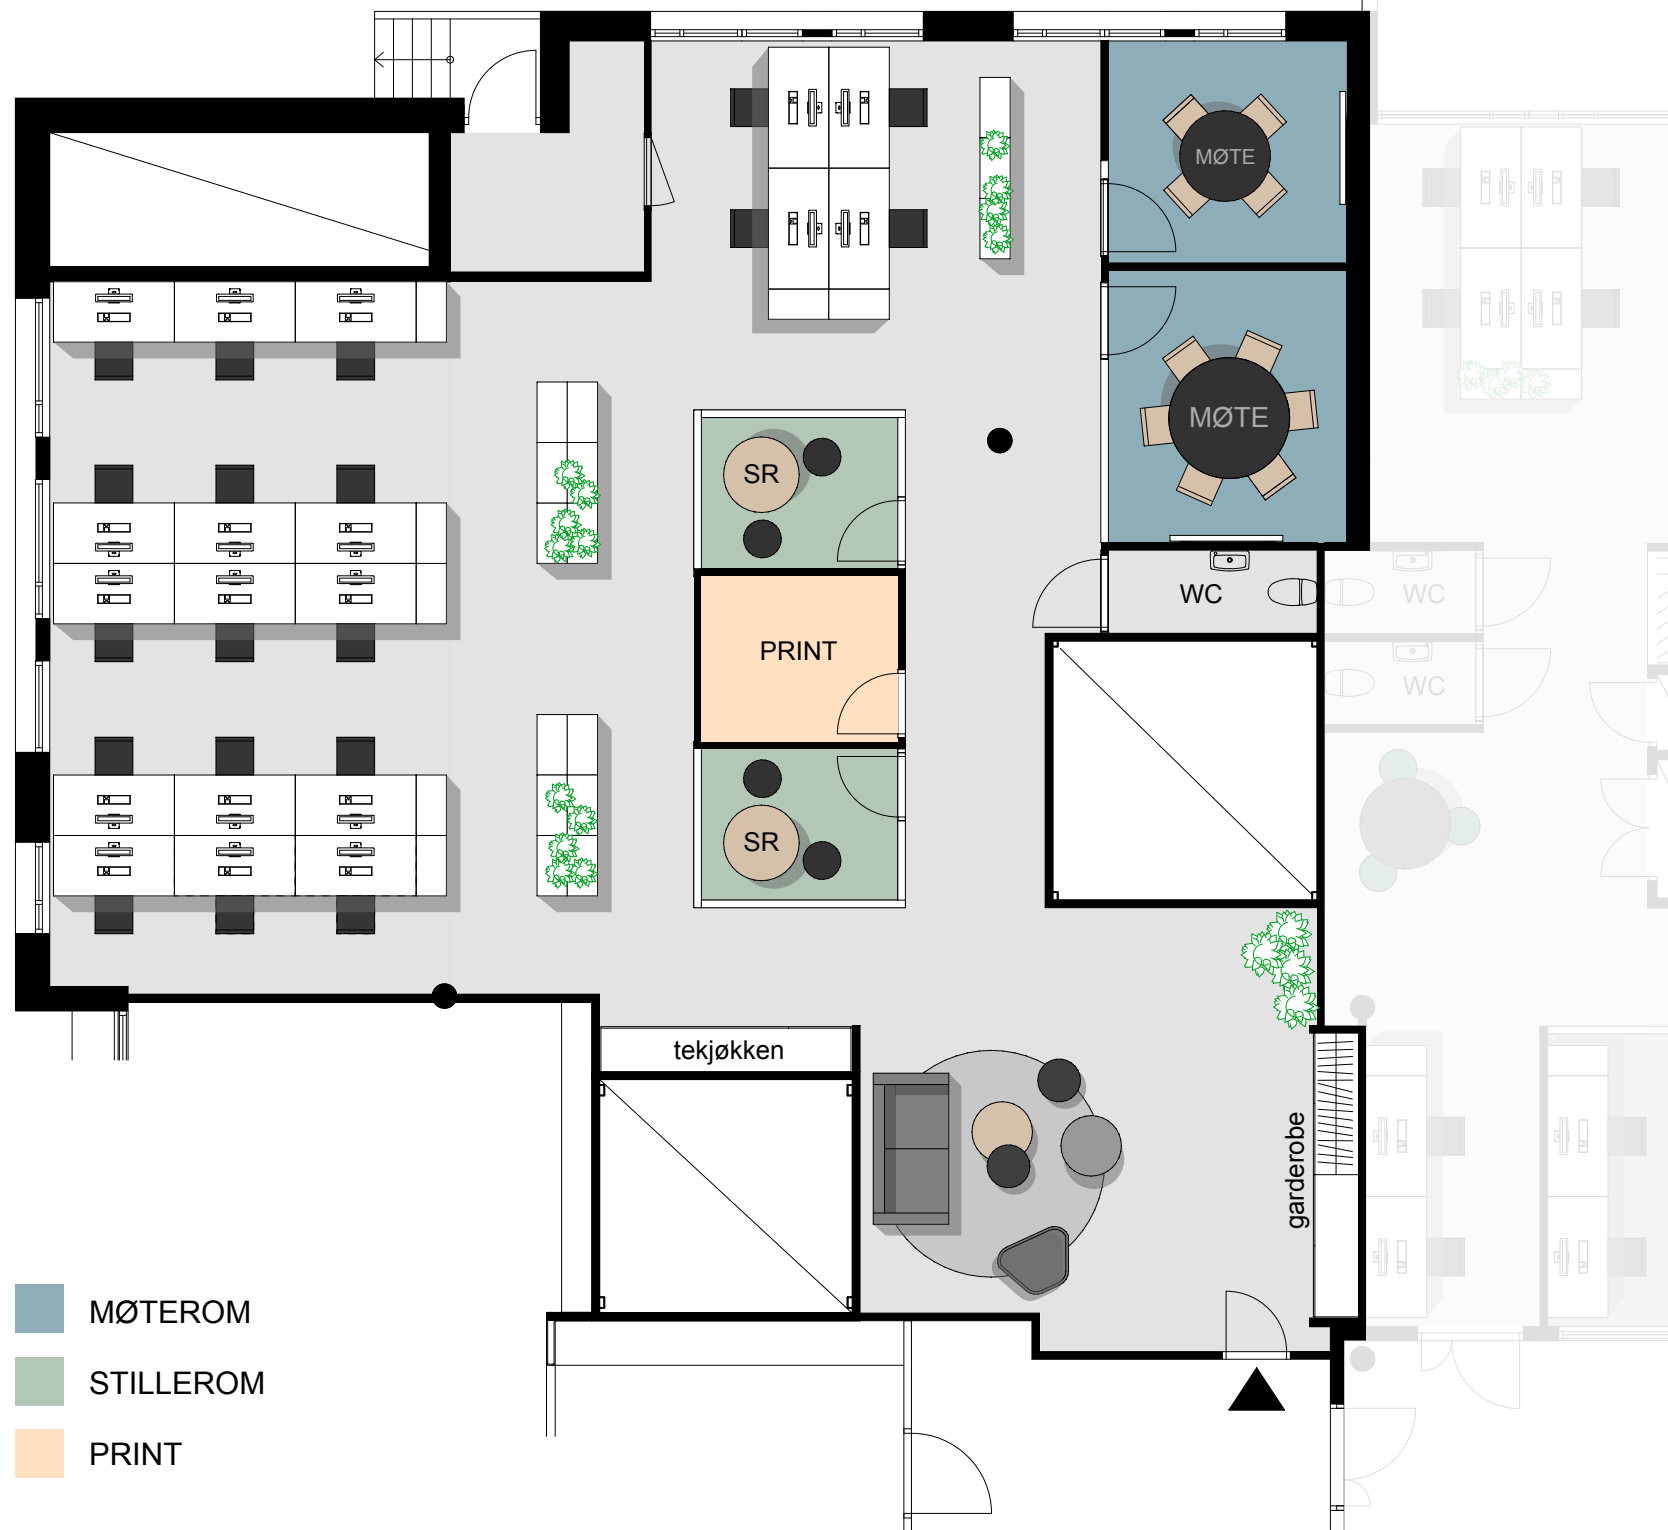 MØTE
MØTE
SR
WC
WC
PRINT
WC
SR
tekjøkken
garderobe
MØTEROM
STILLEROM
PRINT